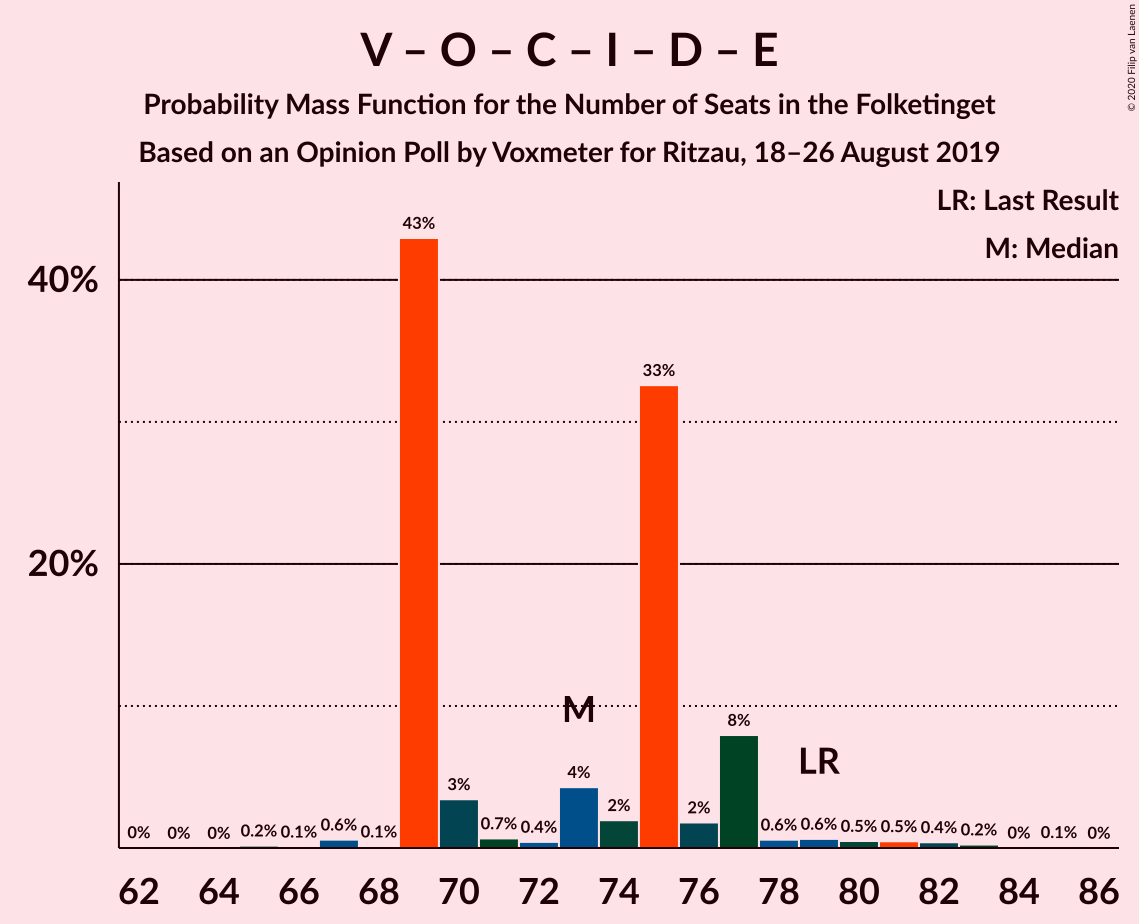 V – O – C – I – D – E
Probability Mass Function for the Number of Seats in the Folketinget
Based on an Opinion Poll by Voxmeter for Ritzau, 18–26 August 2019
© 2020 Filip van Laenen
LR: Last Result
M: Median
40%
20%
43%
33%
M
8%
LR
4%
3%
2%
2%
0% 0% 0% 0.2% 0.1% 0.6% 0.1% 0.7% 0.4% 0.6% 0.6% 0.5% 0.5% 0.4% 0.2% 0% 0.1% 0%
62 64 66 68 70 72 74 76 78 80 82 84 86